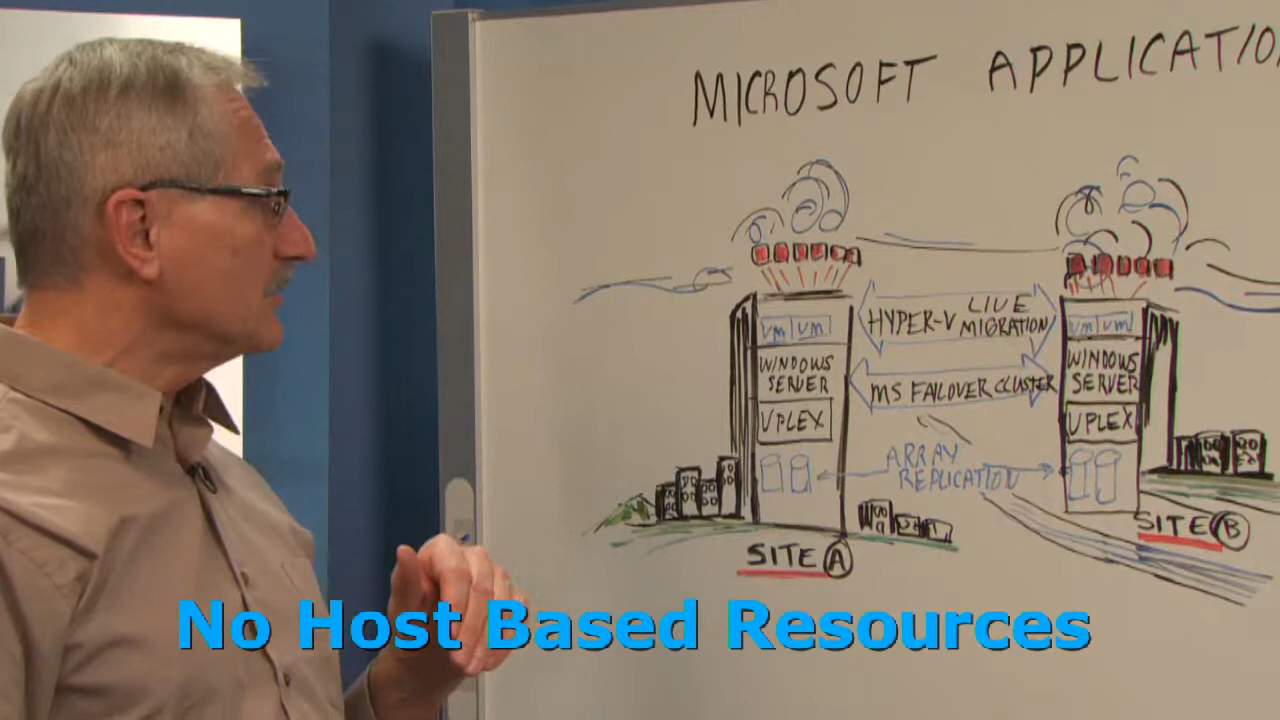 MICROSOFT APPLICATIO
HYPER-V LIVE MIGRATION
vm vm
vm vm
WINDOWS
SERVER
WINDOWS
SERVER
MS FAILOVER CLUSTER
VPLEX
VPLEX
ARRAY
REPLICATION
SITE A
SITE B
No Host Based Resources